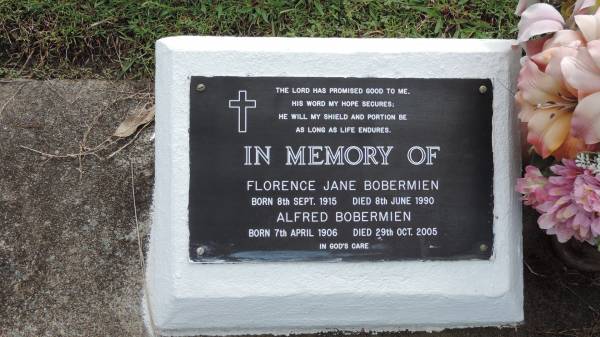 THE LORD HAS PROMISED GOOD TO ME.
HIS WORD MY HOPE SECURES;
HE WILL MY SHIELD AND PORTION BE
AS LONG AS LIFE ENDURES.
IN MEMORY OF
FLORENCE JANE BOBERMIEN
BORN 8th SEPT. 1915 DIED 8th JUNE 1990
ALFRED BOBERMIEN
BORN 7th APRIL 1906 DIED 29th OCT. 2005
IN GOD'S CARE